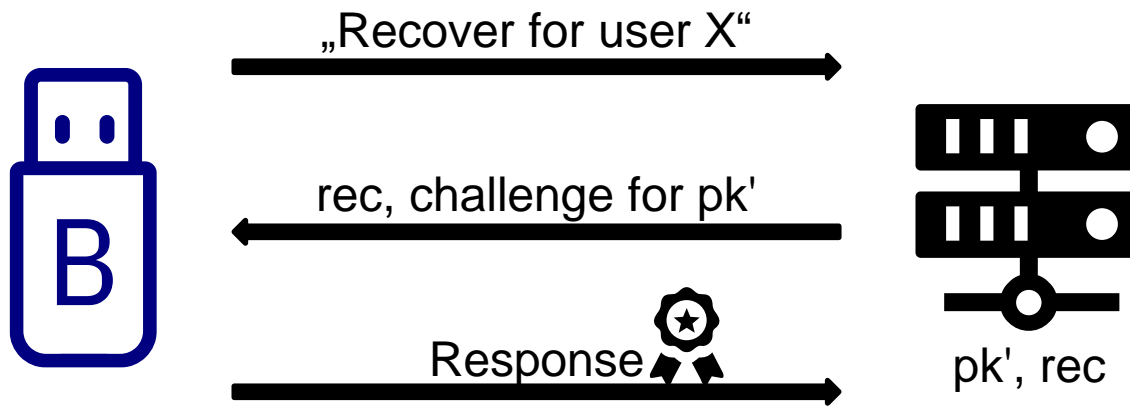 „Recover for user X“
rec, challenge for pk'
B
Response
pk', rec